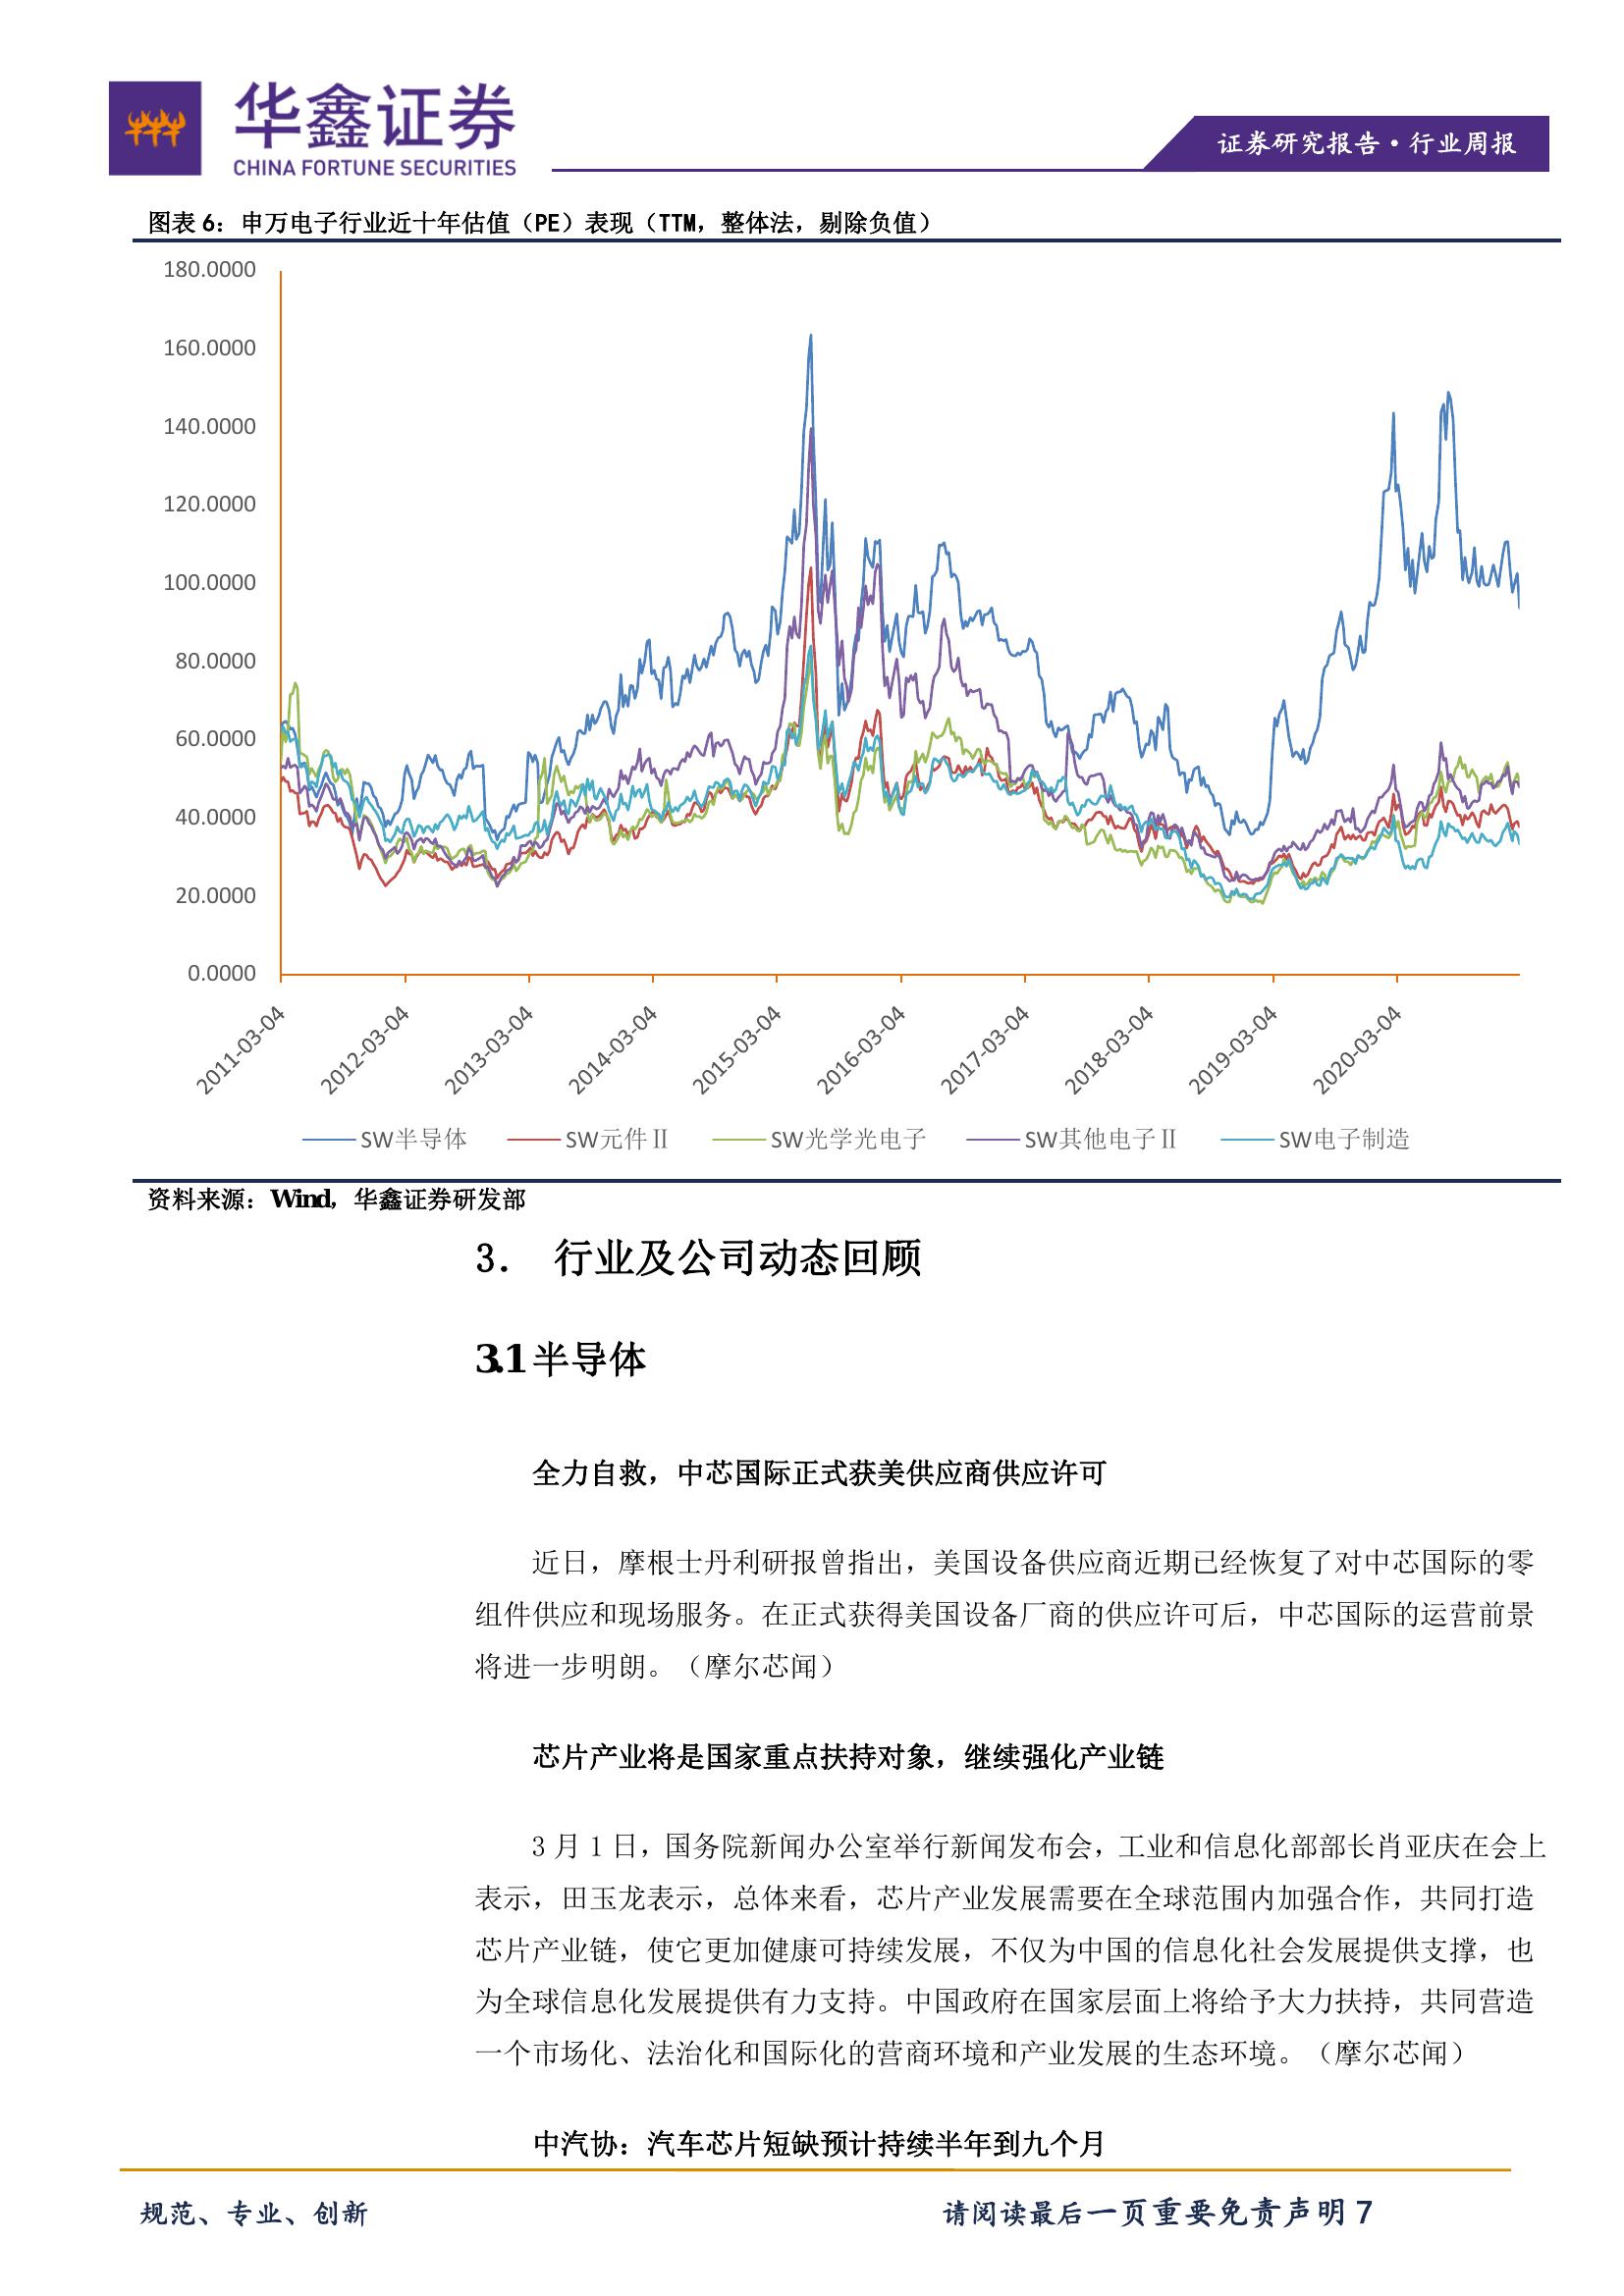 华鑫证券
CHINA FORTUNE SECURITIES
证券研究报告·行业周报
图表 6：申万电子行业近十年估值（PE）表现（TTM，整体法，剔除负值）
180.0000
160.0000
140.0000
120.0000
100.0000
80.0000
60.0000
40.0000
20.0000
0.0000
2011-03-04 2012-03-04 2013-03-04 2014-03-04 2015-03-04 2016-03-04 2017-03-04 2018-03-04 2019-03-04 2020-03-04
SW半导体 SW元件Ⅱ SW光学光电子 SW其他电子Ⅱ SW电子制造
资料来源：Wind，华鑫证券研发部
3. 行业及公司动态回顾
3.1 半导体
全力自救，中芯国际正式获美供应商供应许可
近日，摩根士丹利研报曾指出，美国设备供应商近期已经恢复了对中芯国际的零
组件供应和现场服务。在正式获得美国设备厂商的供应许可后，中芯国际的运营前景
将进一步明朗。（摩尔芯闻）
芯片产业将是国家重点扶持对象，继续强化产业链
3 月 1 日，国务院新闻办公室举行新闻发布会，工业和信息化部部长肖亚庆在会上
表示，田玉龙表示，总体来看，芯片产业发展需要在全球范围内加强合作，共同打造
芯片产业链，使它更加健康可持续发展，不仅为中国的信息化社会发展提供支撑，也
为全球信息化发展提供有力支持。中国政府在国家层面上将给予大力扶持，共同营造
一个市场化、法治化和国际化的营商环境和产业发展的生态环境。（摩尔芯闻）
中汽协：汽车芯片短缺预计持续半年到九个月
规范、专业、创新
请阅读最后一页重要免责声明 7